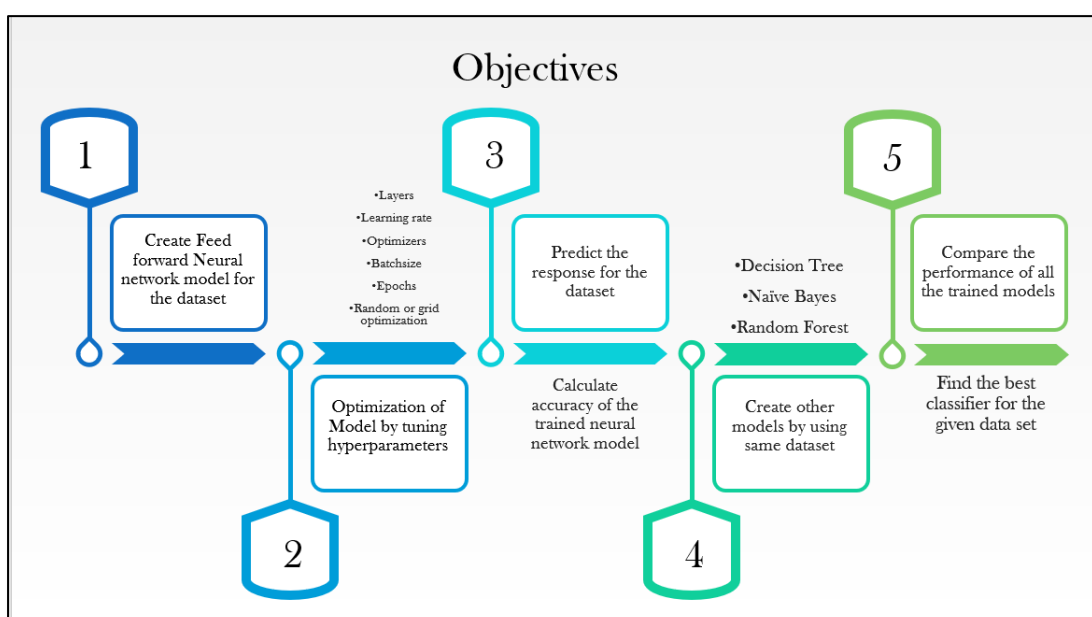 Objectives
1
Create Feed
forward Neural
network model for
the dataset
2
•Layers
•Learning rate
•Optimizers
•Batchsize
•Epochs
•Random or grid
optimization
Optimization of
Model by tuning
hyperparameters
3
Predict the
response for the
dataset
Calculate
accuracy of the
trained neural
network model
4
•Decision Tree
•Naïve Bayes
•Random Forest
Create other
models by using
same dataset
5
Compare the
performance of all
the trained models
Find the best
classifier for the
given data set